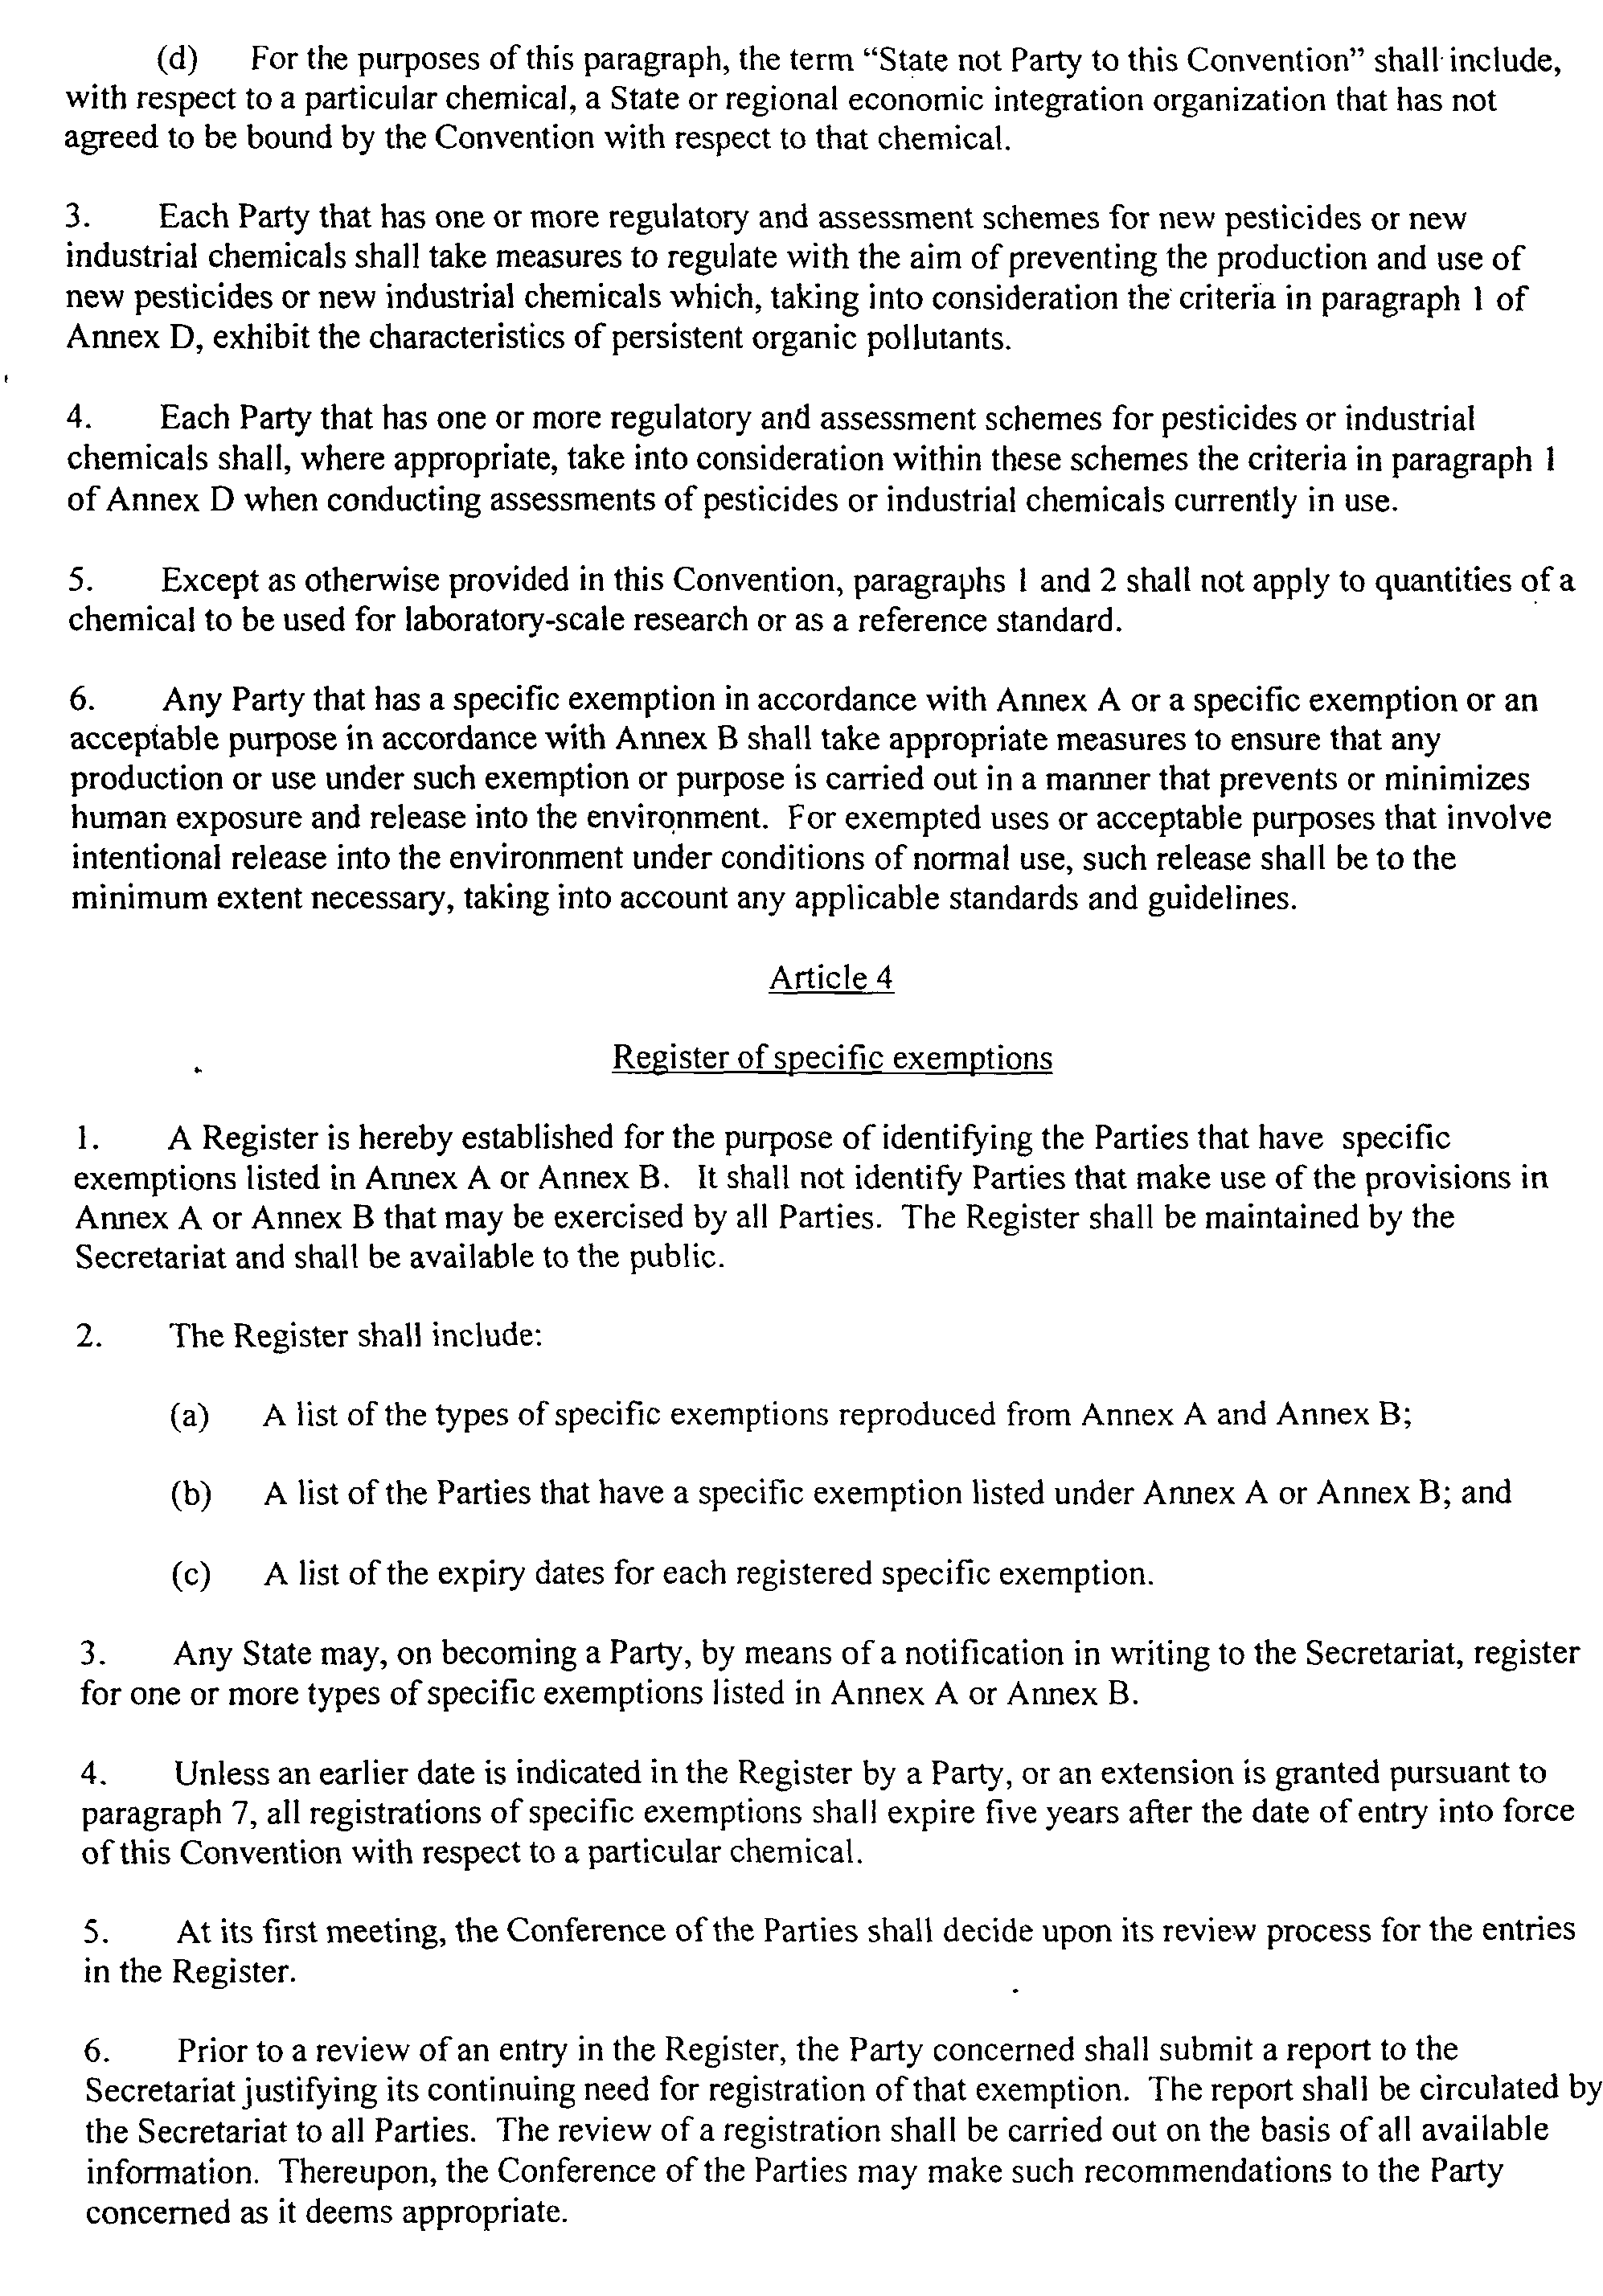 (d) For the purposes of this paragraph, the term “State not Party to this Convention” shall include,
with respect to a particular chemical, a State or regional economic integration organization that has not
agreed to be bound by the Convention with respect to that chemical.
3. Each Party that has one or more regulatory and assessment schemes for new pesticides or new
industrial chemicals shall take measures to regulate with the aim of preventing the production and use of
new pesticides or new industrial chemicals which, taking into consideration the criteria in paragraph 1 of
Annex D, exhibit the characteristics of persistent organic pollutants.
4. Each Party that has one or more regulatory and assessment schemes for pesticides or industrial
chemicals shall, where appropriate, take into consideration within these schemes the criteria in paragraph 1
of Annex D when conducting assessments of pesticides or industrial chemicals currently in use.
5. Except as otherwise provided in this Convention, paragraphs 1 and 2 shall not apply to quantities of a
chemical to be used for laboratory-scale research or as a reference standard.
6. Any Party that has a specific exemption in accordance with Annex A or a specific exemption or an
acceptable purpose in accordance with Annex B shall take appropriate measures to ensure that any
production or use under such exemption or purpose is carried out in a manner that prevents or minimizes
human exposure and release into the environment. For exempted uses or acceptable purposes that involve
intentional release into the environment under conditions of normal use, such release shall be to the
minimum extent necessary, taking into account any applicable standards and guidelines.
Article 4
Register of specific exemptions
1. A Register is hereby established for the purpose of identifying the Parties that have specific
exemptions listed in Annex A or Annex B. It shall not identify Parties that make use of the provisions in
Annex A or Annex B that may be exercised by all Parties. The Register shall be maintained by the
Secretariat and shall be available to the public.
2. The Register shall include:
(a) A list of the types of specific exemptions reproduced from Annex A and Annex B;
(b) A list of the Parties that have a specific exemption listed under Annex A or Annex B; and
(c) A list of the expiry dates for each registered specific exemption.
3. Any State may, on becoming a Party, by means of a notification in writing to the Secretariat, register
for one or more types of specific exemptions listed in Annex A or Annex B.
4. Unless an earlier date is indicated in the Register by a Party, or an extension is granted pursuant to
paragraph 7, all registrations of specific exemptions shall expire five years after the date of entry into force
of this Convention with respect to a particular chemical.
5. At its first meeting, the Conference of the Parties shall decide upon its review process for the entries
in the Register.
6. Prior to a review of an entry in the Register, the Party concerned shall submit a report to the
Secretariat justifying its continuing need for registration of that exemption. The report shall be circulated by
the Secretariat to all Parties. The review of a registration shall be carried out on the basis of all available
information. Thereupon, the Conference of the Parties may make such recommendations to the Party
concerned as it deems appropriate.